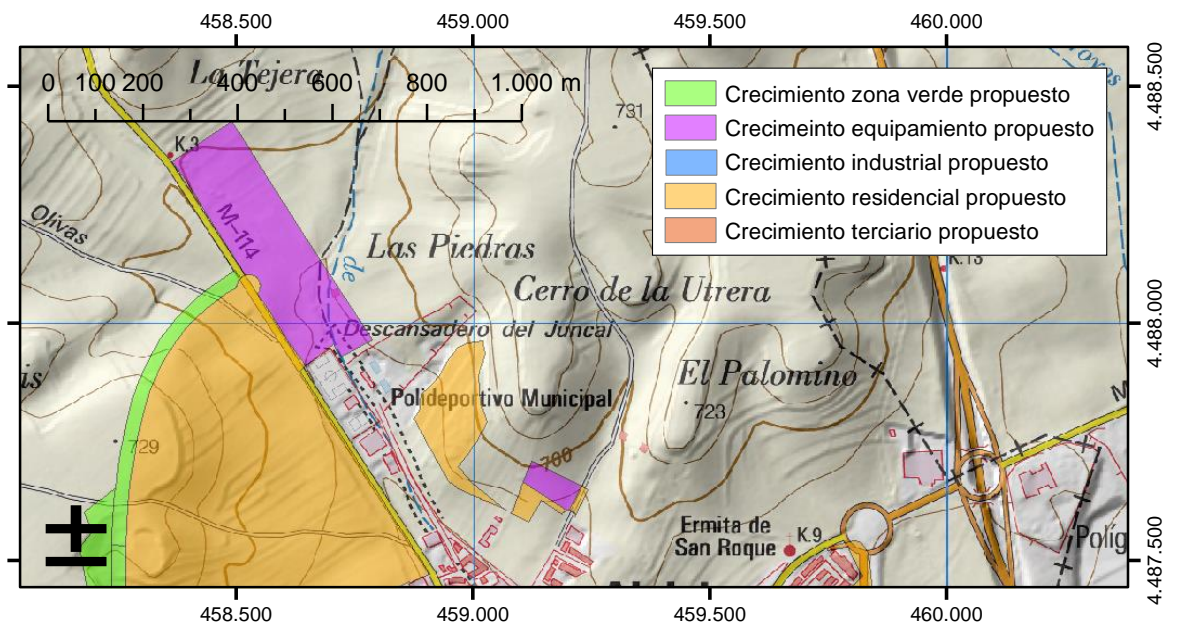 458.500 459.000 459.500 460.000
La Tejera
0 100 200 400 600 800 1.000 m
Crecimiento zona verde propuesto
Crecimeinto equipamiento propuesto
Crecimiento industrial propuesto
Crecimiento residencial propuesto
Crecimiento terciario propuesto
4.488.500
731
K.3
Olivas
M-114
de
Las Piedras
K.13
Cerro de la Utrera
4.488.000
Descansadero del Juncal
is
El Palomino
Polideportivo Municipal
M
723
729
700
Ermita de
San Roque
K.9
Políg
4.487.500
458.500 459.000 459.500 460.000